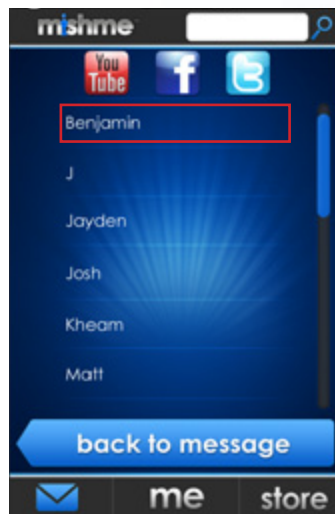 mishme
You
Tube
f
t
Benjamin
J
Jayden
Josh
Kheam
Matt
back to message
me
store